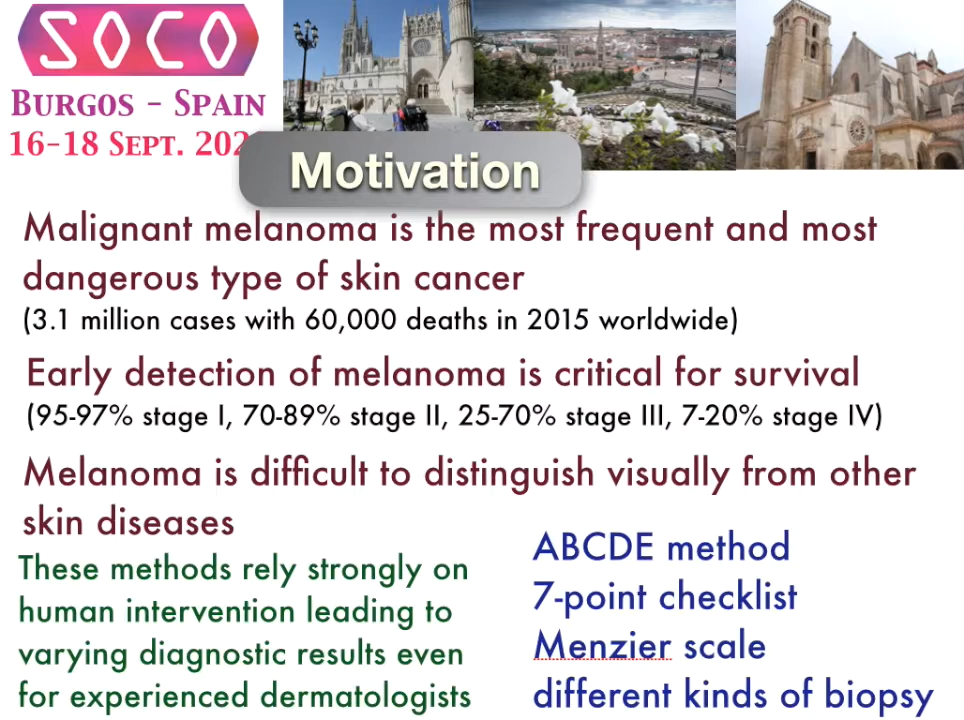 SOCO
BURGOS - SPAIN
16-18 SEPT. 202
Motivation
Malignant melanoma is the most frequent and most
dangerous type of skin cancer
(3.1 million cases with 60,000 deaths in 2015 worldwide)
Early detection of melanoma is critical for survival
(95-97% stage I, 70-89% stage II, 25-70% stage III, 7-20% stage IV)
Melanoma is difficult to distinguish visually from other
skin diseases
These methods rely strongly on
human intervention leading to
varying diagnostic results even
for experienced dermatologists
ABCDE method
7-point checklist
Menzier scale
different kinds of biopsy